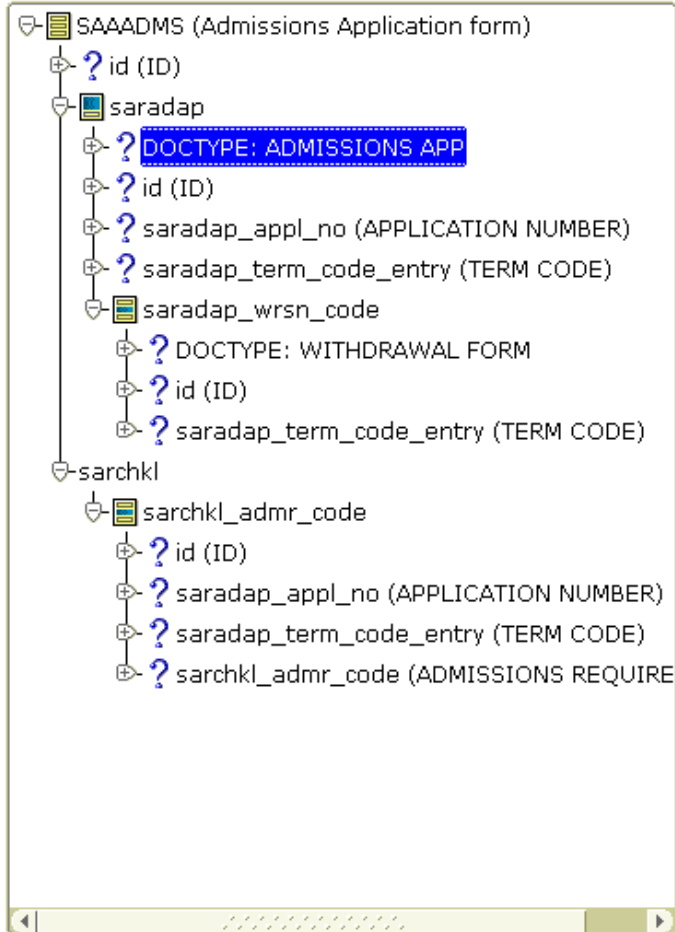 SAAADMS (Admissions Application form)
id (ID)
saradap
DOCTYPE: ADMISSIONS APP
id (ID)
saradap_appl_no (APPLICATION NUMBER)
saradap_term_code_entry (TERM CODE)
saradap_wrsn_code
DOCTYPE: WITHDRAWAL FORM
id (ID)
saradap_term_code_entry (TERM CODE)
sarchkl
sarchkl_admr_code
id (ID)
saradap_appl_no (APPLICATION NUMBER)
saradap_term_code_entry (TERM CODE)
sarchkl_admr_code (ADMISSIONS REQUIRE